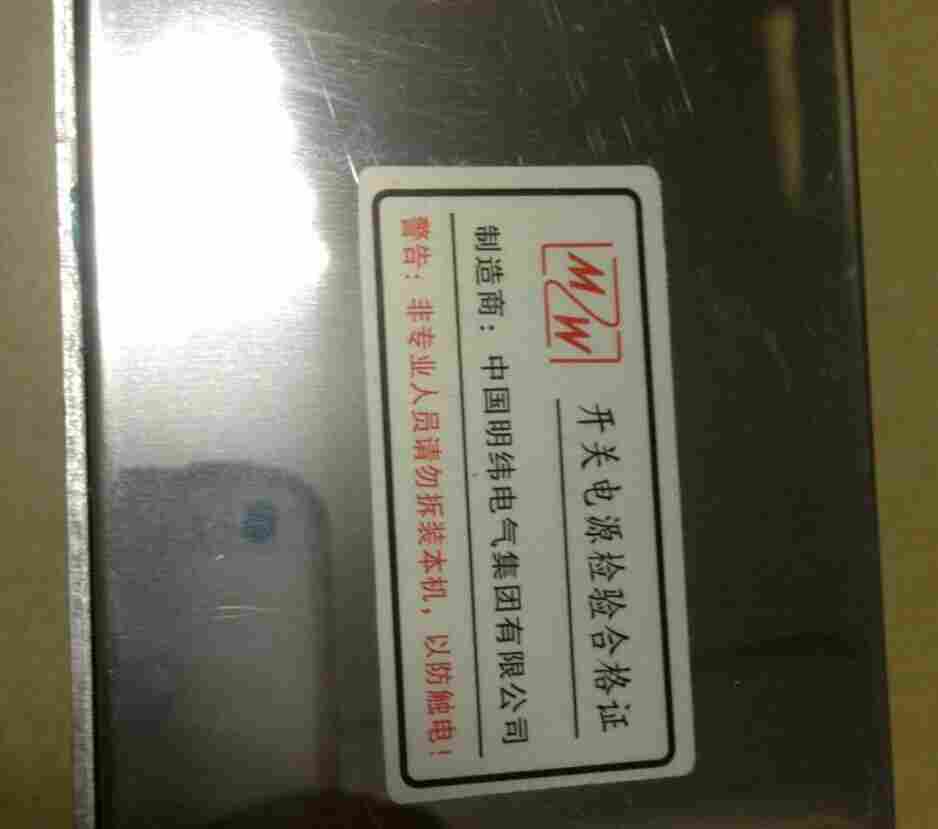 MW
开关电源检验合格证
制造商：中国明纬电气集团有限公司
警告：非专业人员请勿拆装本机，以防触电！